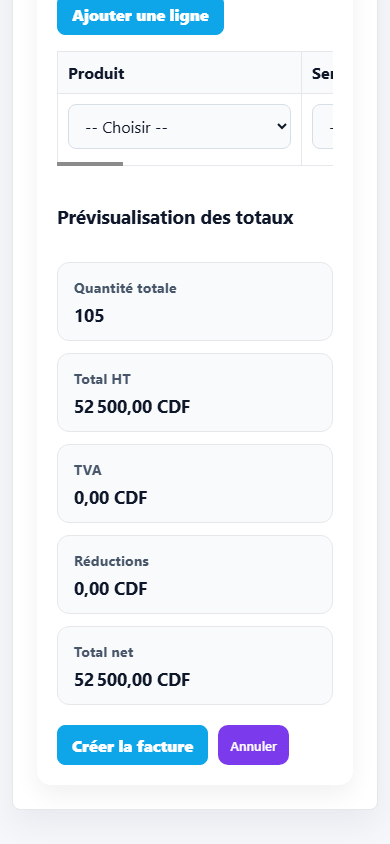 Ajouter une ligne
Produit Ser
-- Choisir -- -
Prévisualisation des totaux
Quantité totale
105
Total HT
52 500,00 CDF
TVA
0,00 CDF
Réductions
0,00 CDF
Total net
52 500,00 CDF
Créer la facture Annuler